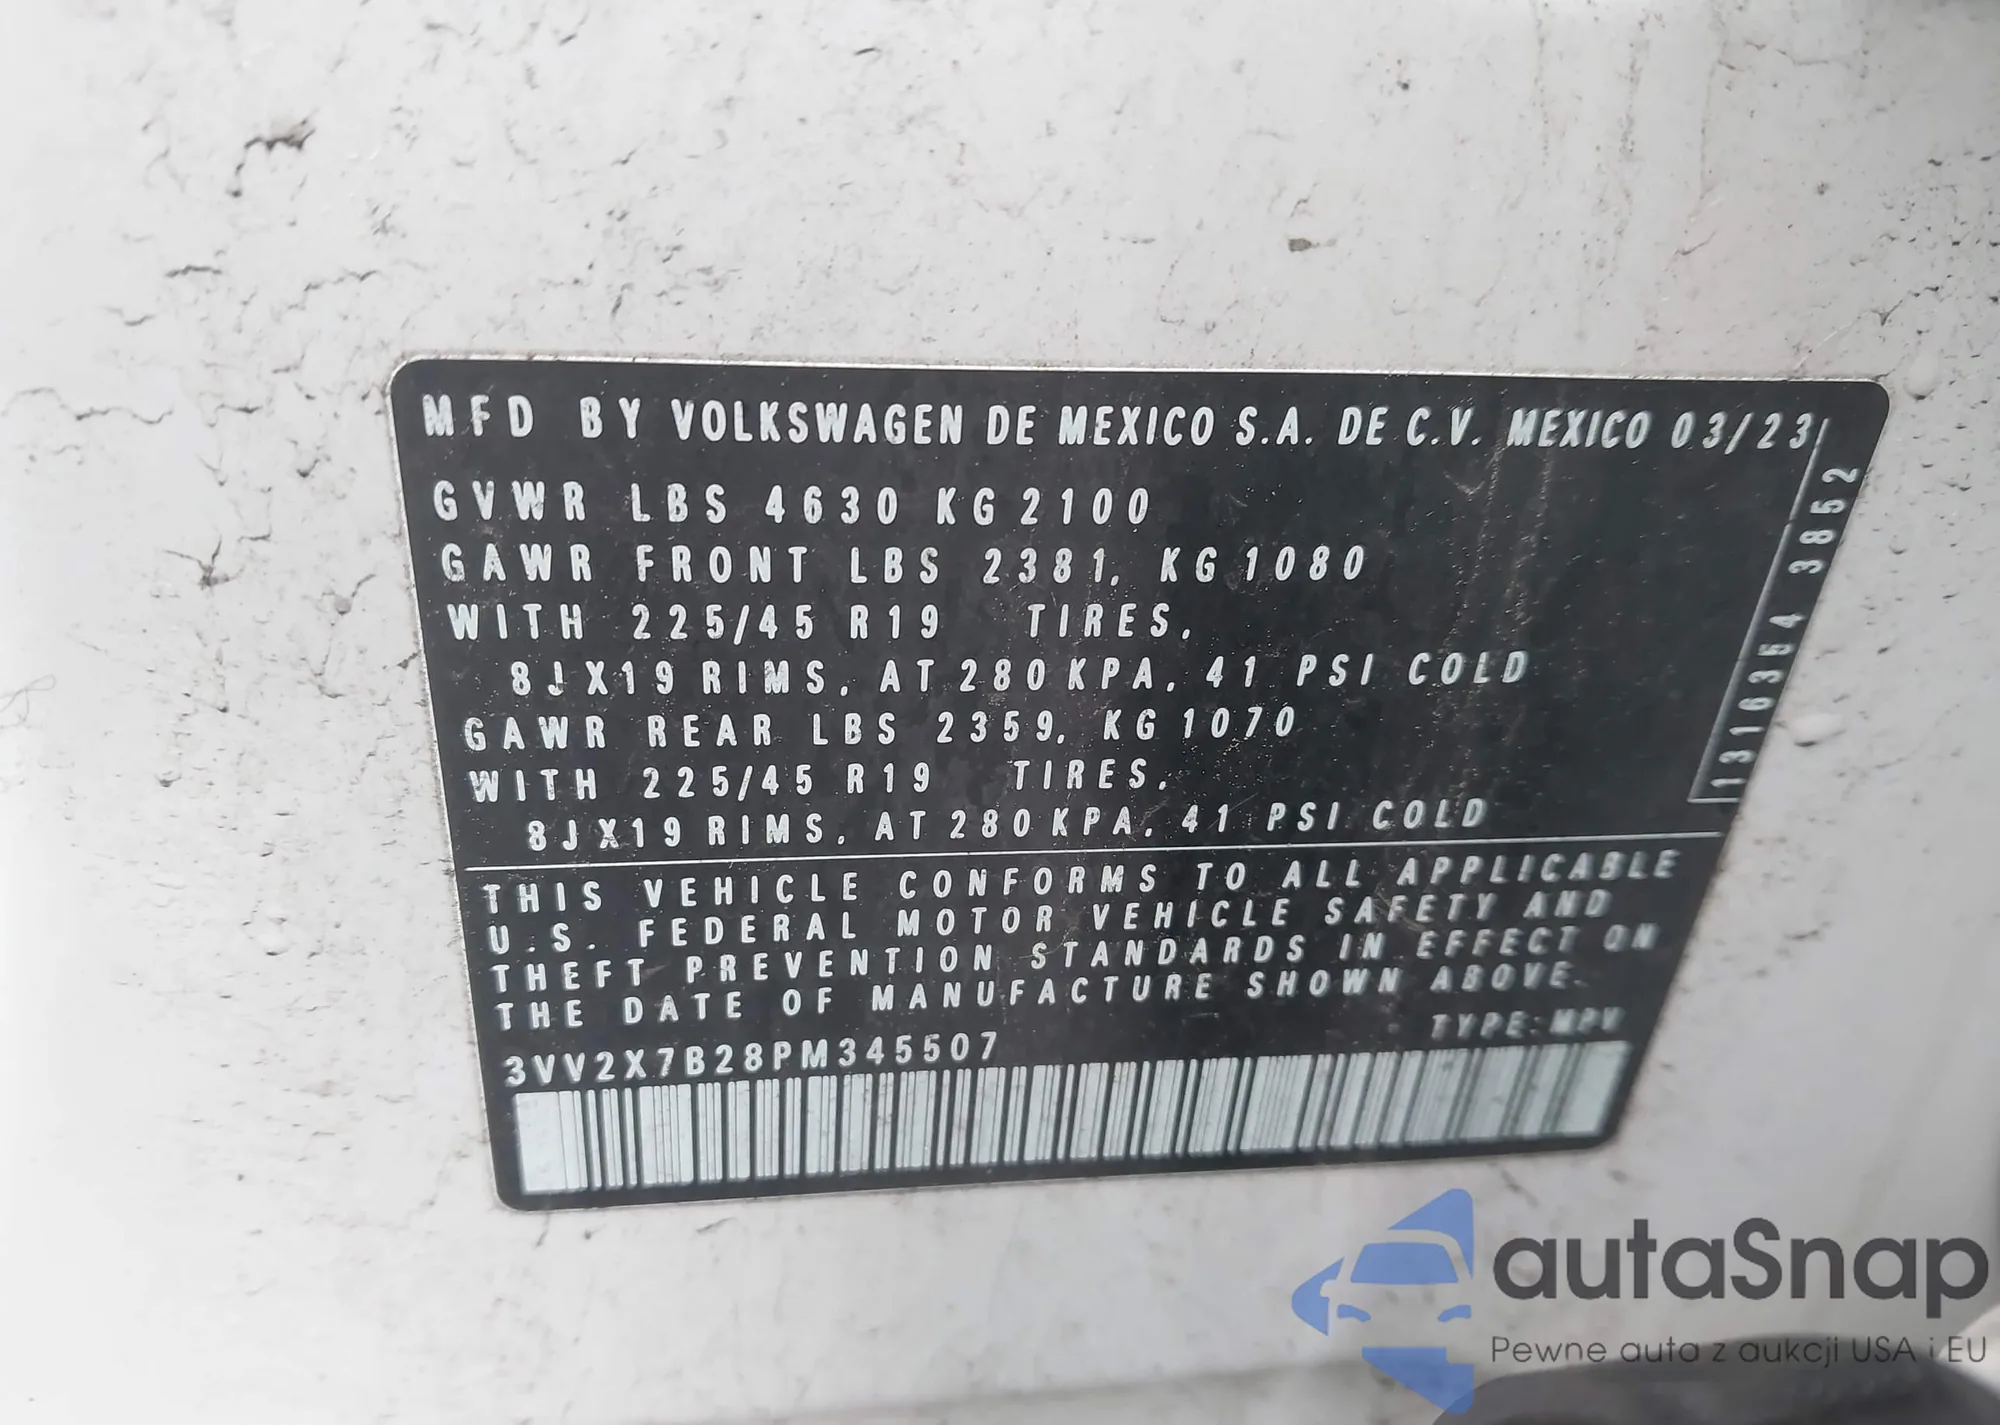 MFD BY VOLKSWAGEN DE MEXICO S.A. DE C.V. MEXICO 03/23
GVWR LBS 4630 KG 2100
GAWR FRONT LBS 2381, KG 1080
WITH 225/45 R19 TIRES,
8JX19 RIMS, AT 280 KPA, 41 PSI COLD
GAWR REAR LBS 2359, KG 1070
WITH 225/45 R19 TIRES,
8JX19 RIMS, AT 280 KPA, 41 PSI COLD
1316354 3852
THIS VEHICLE CONFORMS TO ALL APPLICABLE
U.S. FEDERAL MOTOR VEHICLE SAFETY AND
THEFT PREVENTION STANDARDS IN EFFECT ON
THE DATE OF MANUFACTURE SHOWN ABOVE.
TYPE: MPV
3VV2X7B28PM345507
autaSnap
Pewne auta z aukcji USA i EU